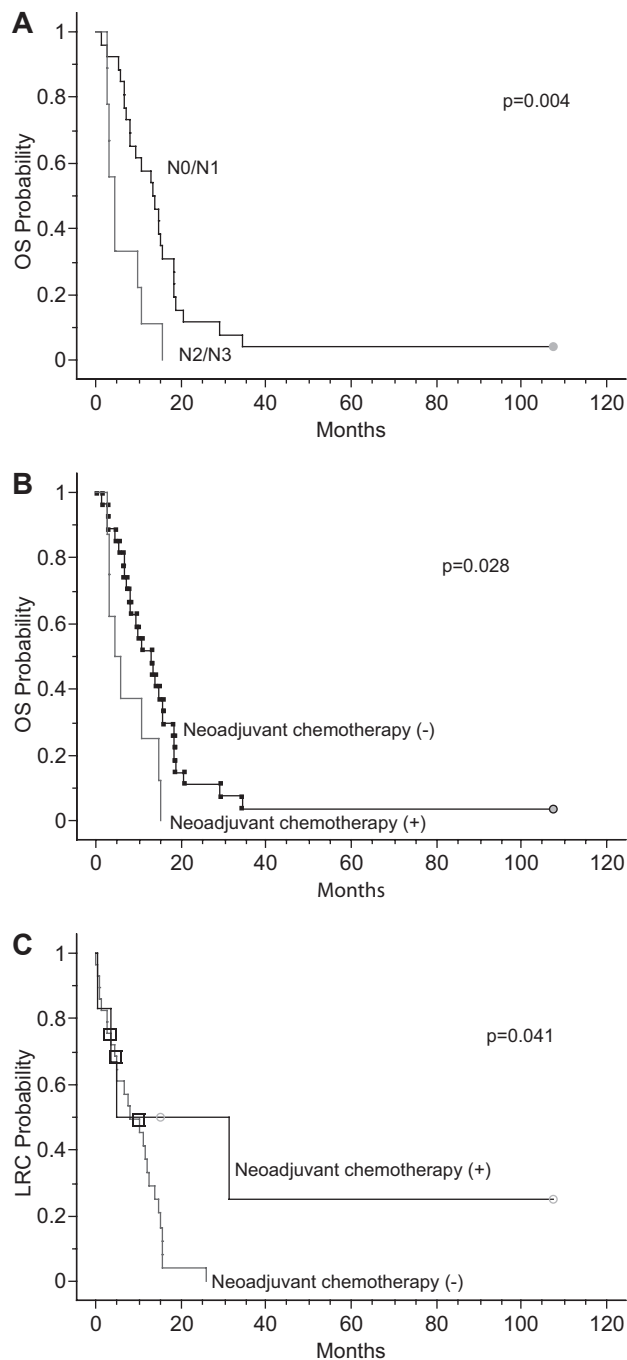 A
1
0.8
0.6
0.4
0.2
0
OS Probability
p=0.004
N0/N1
N2/N3
0 20 40 60 80 100 120
Months
B
1
0.8
0.6
0.4
0.2
0
OS Probability
p=0.028
Neoadjuvant chemotherapy (-)
Neoadjuvant chemotherapy (+)
0 20 40 60 80 100 120
Months
C
1
0.8
0.6
0.4
0.2
0
LRC Probability
p=0.041
Neoadjuvant chemotherapy (+)
Neoadjuvant chemotherapy (-)
0 20 40 60 80 100 120
Months